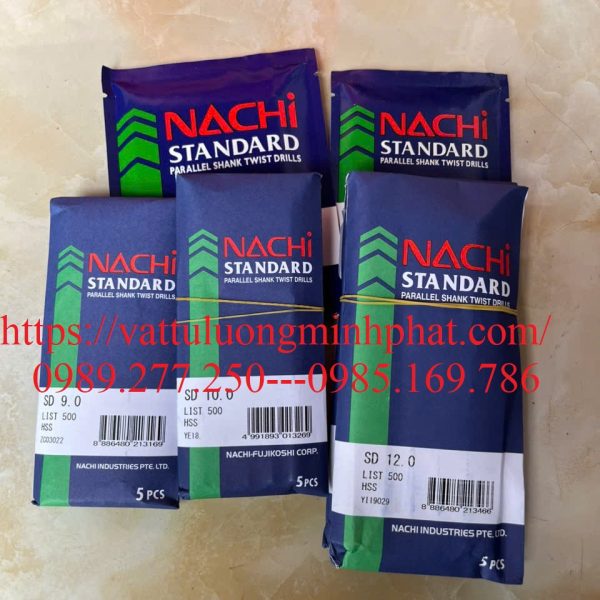 NACHi
STANDARD
PARALLEL SHANK TWIST DRILLS
NACHi
STANDARD
PARALLEL SHANK TWIST DRILLS
NACHi
STANDARD
PARALLEL SHANK TWIST DRILLS
NACHi
STANDARD
PARALLEL SHANK TWIST DRILLS
NACHi
STANDARD
PARALLEL SHANK TWIST DRILLS
https://vattuluongminhphat.com/
0989.277.250---0985.169.786
SD 9.0
LIST 500
HSS
ZC03022
8 886480 213169
NACHI INDUSTRIES PTE. LTD.
5 PCS
SD 10.0
LIST 500
HSS
YE18
4 991893 013269
NACHI-FUJIKOSHI CORP.
5 PCS
SD 12.0
LIST 500
HSS
Y119029
8 886480 213466
NACHI INDUSTRIES PTE. LTD.
5 PCS